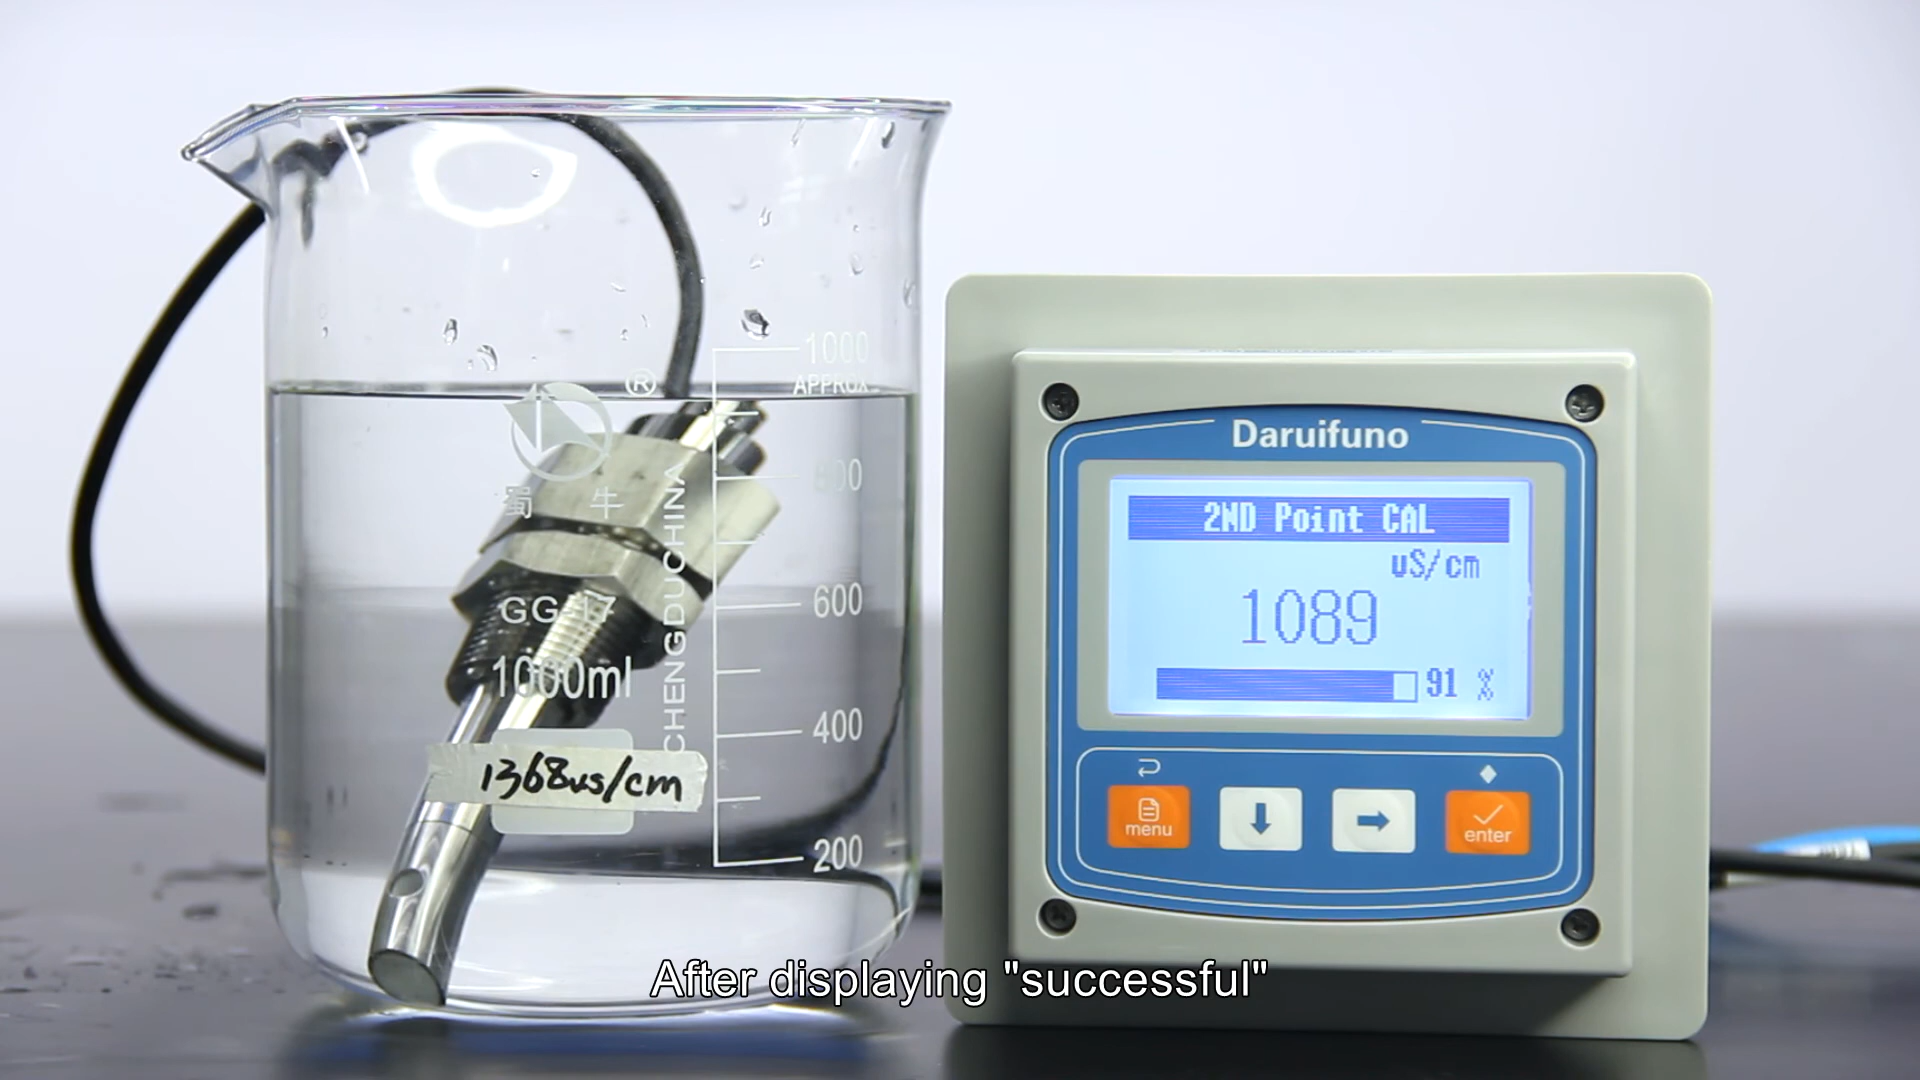 1000
APPROX
®
800
蜀 牛
CHENGDUCHINA
GG-17
600
1000ml
400
1368us/cm
200
Daruifuno
2ND Point CAL
uS/cm
1089
91 %
menu
enter
After displaying "successful"